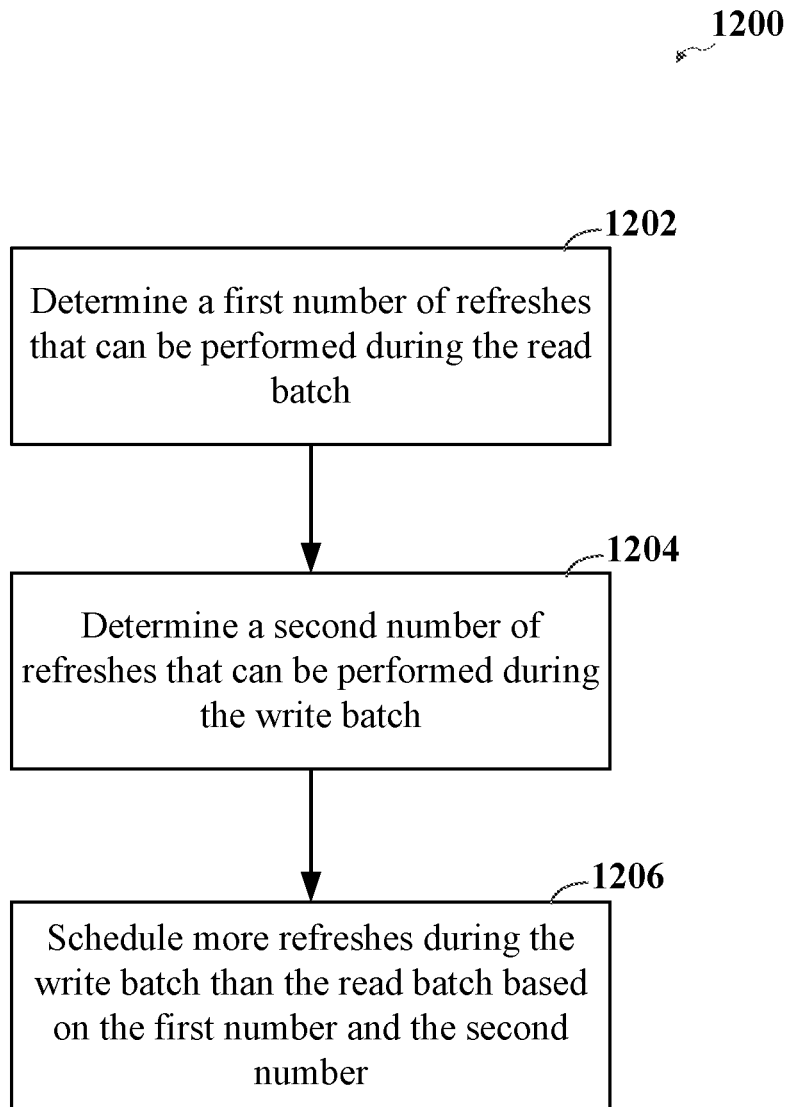 1200
1202
Determine a first number of refreshes
that can be performed during the read
batch
1204
Determine a second number of
refreshes that can be performed during
the write batch
1206
Schedule more refreshes during the
write batch than the read batch based
on the first number and the second
number